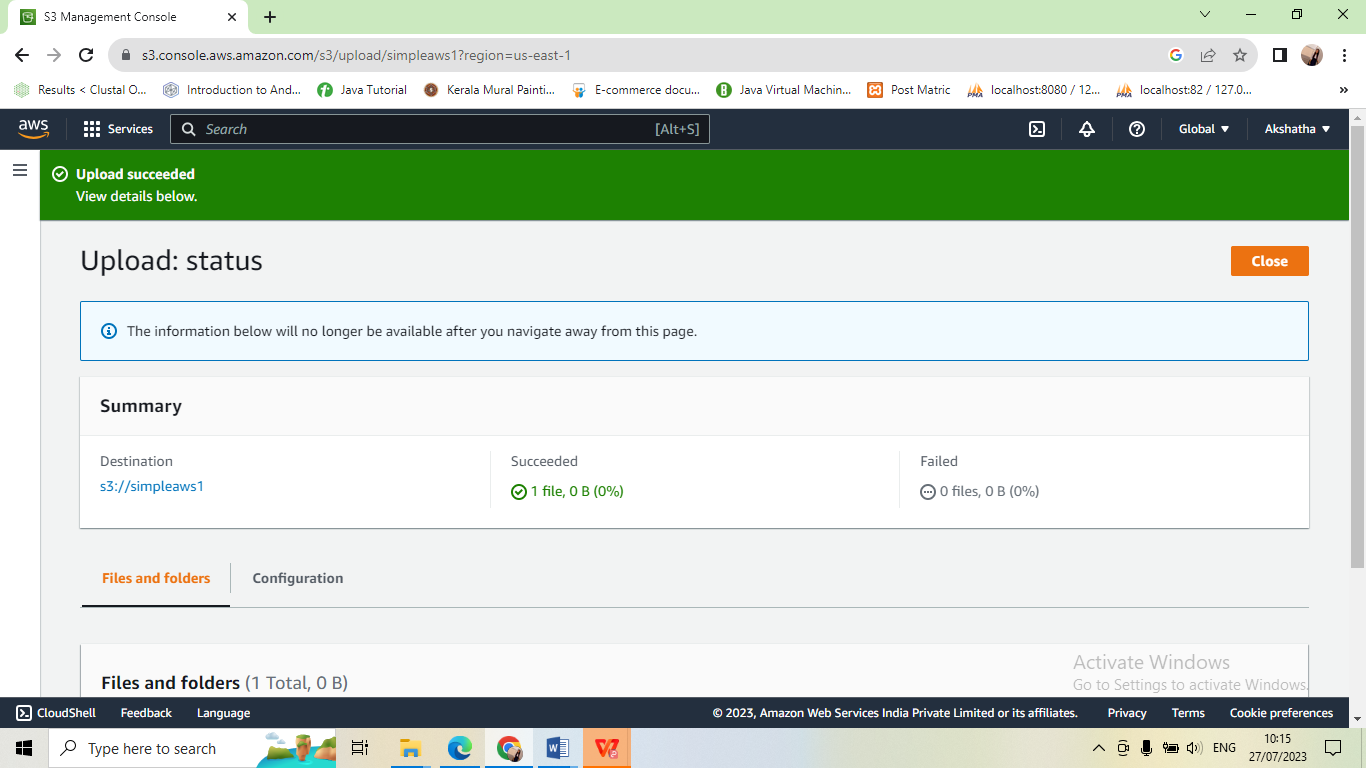 S3 Management Console
s3.console.aws.amazon.com/s3/upload/simpleaws1?region=us-east-1
Results < Clustal O... Introduction to And... Java Tutorial Kerala Mural Painti... E-commerce docu... Java Virtual Machin... Post Matric localhost:8080 / 12... localhost:82 / 127.0... »
aws Services Search [Alt+S] Global Akshatha
Upload succeeded
View details below.
Upload: status Close
The information below will no longer be available after you navigate away from this page.
Summary
Destination Succeeded Failed
s3://simpleaws1 1 file, 0 B (0%) 0 files, 0 B (0%)
Files and folders Configuration
Files and folders (1 Total, 0 B)
Activate Windows
Go to Settings to activate Windows.
CloudShell Feedback Language © 2023, Amazon Web Services India Private Limited or its affiliates. Privacy Terms Cookie preferences
Type here to search ENG 10:15
27/07/2023